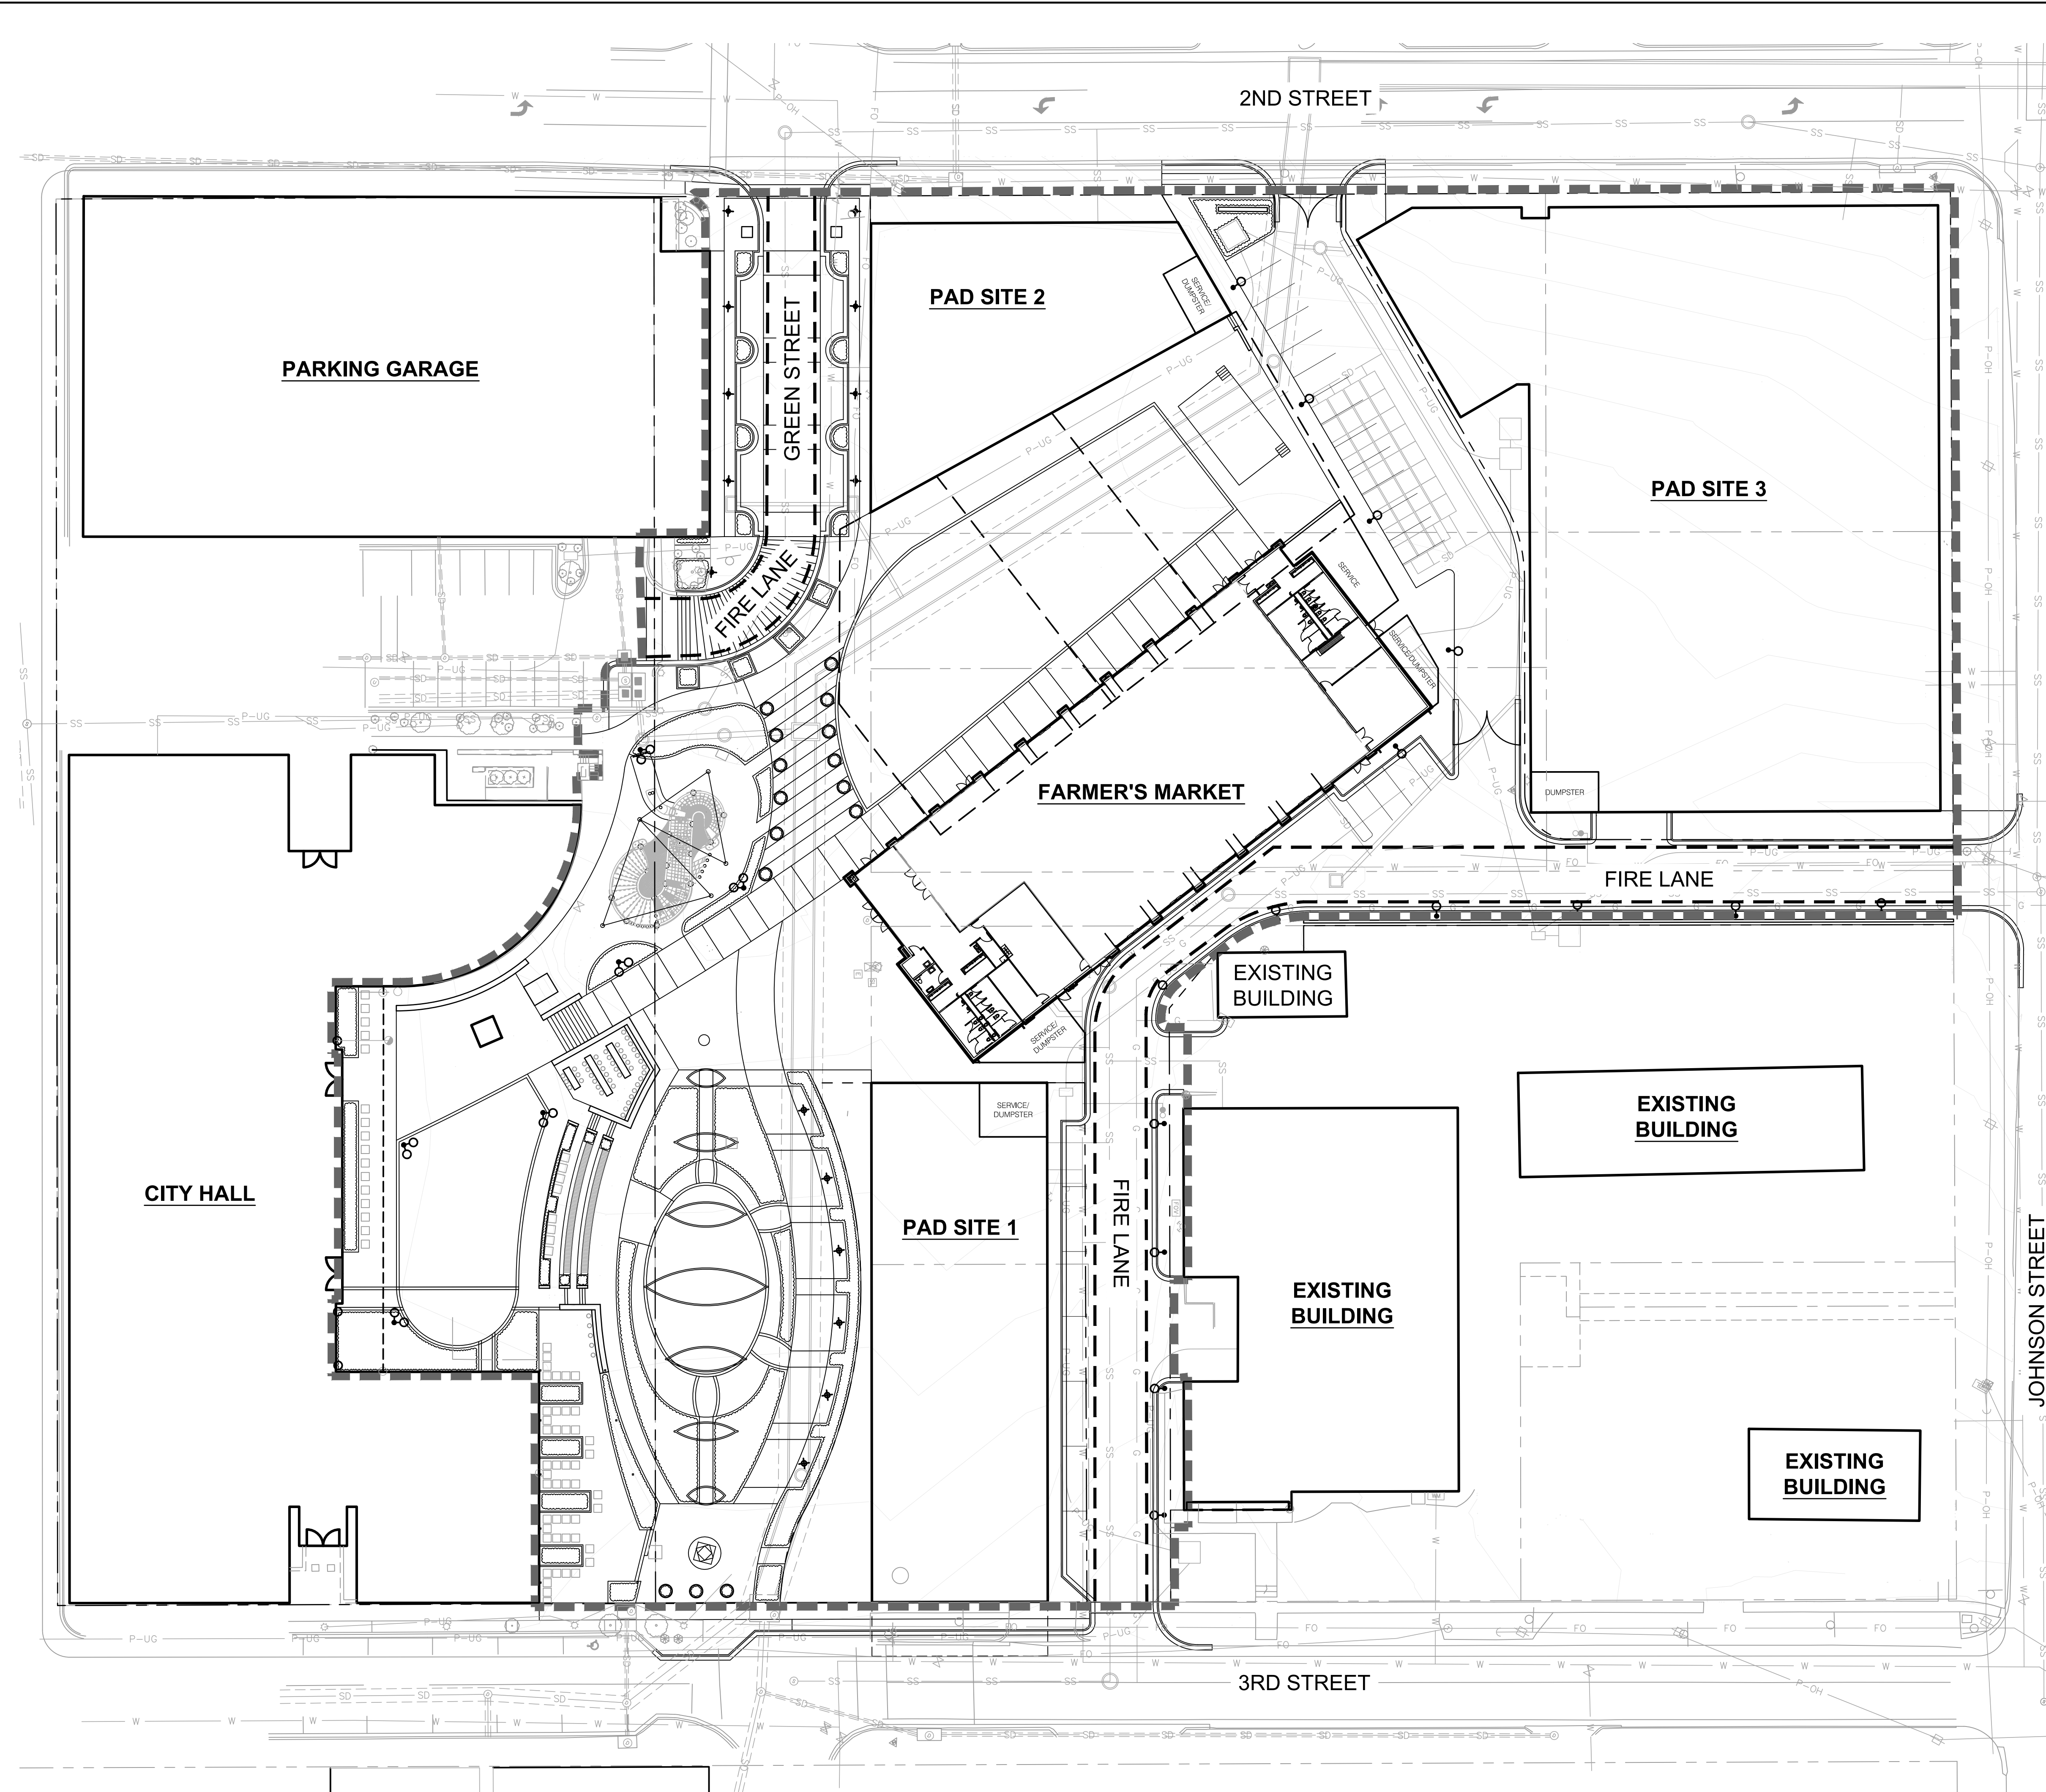 2ND STREET
PAD SITE 2
SERVICE/
DUMPSTER
GREEN STREET
PARKING GARAGE
PAD SITE 3
FIRE LANE
SERVICE
SERVICE/DUMPSTER
FARMER'S MARKET
DUMPSTER
FIRE LANE
EXISTING
BUILDING
SERVICE/
DUMPSTER
SERVICE/
DUMPSTER
EXISTING
BUILDING
CITY HALL
PAD SITE 1
FIRE LANE
EXISTING
BUILDING
JOHNSON STREET
EXISTING
BUILDING
3RD STREET